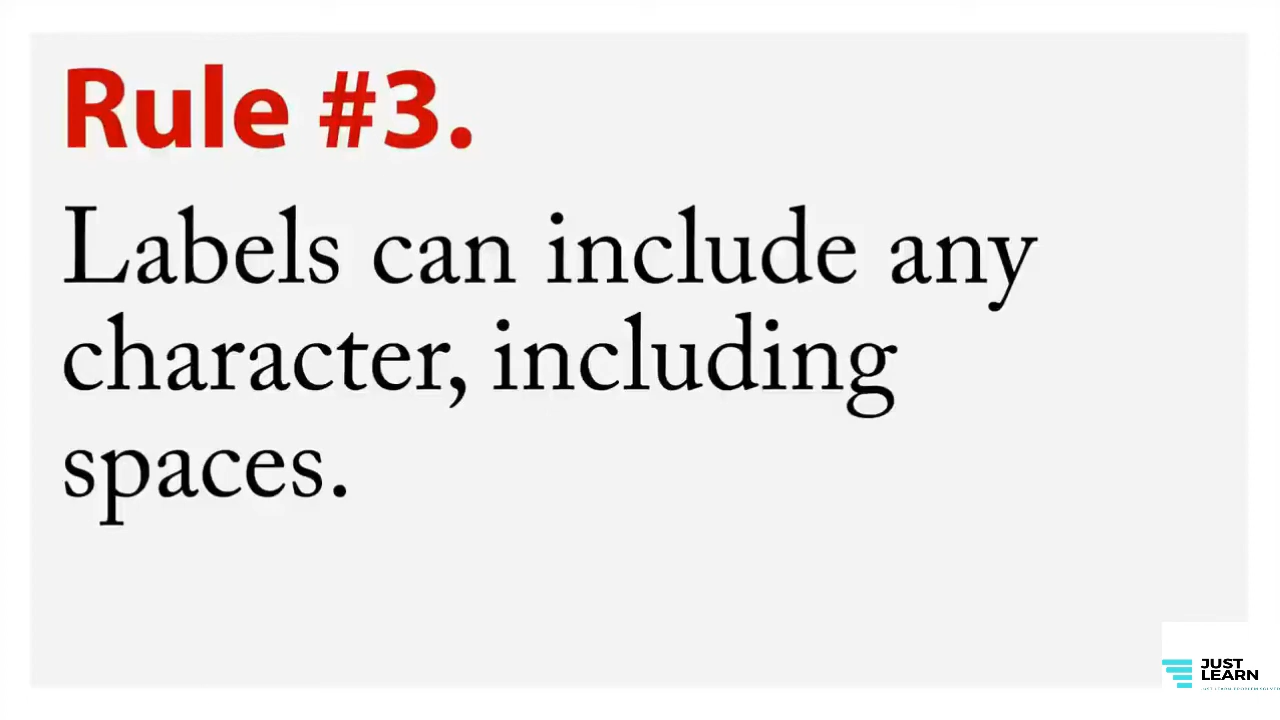 Rule #3.
Labels can include any
character, including
spaces.
JUST
LEARN